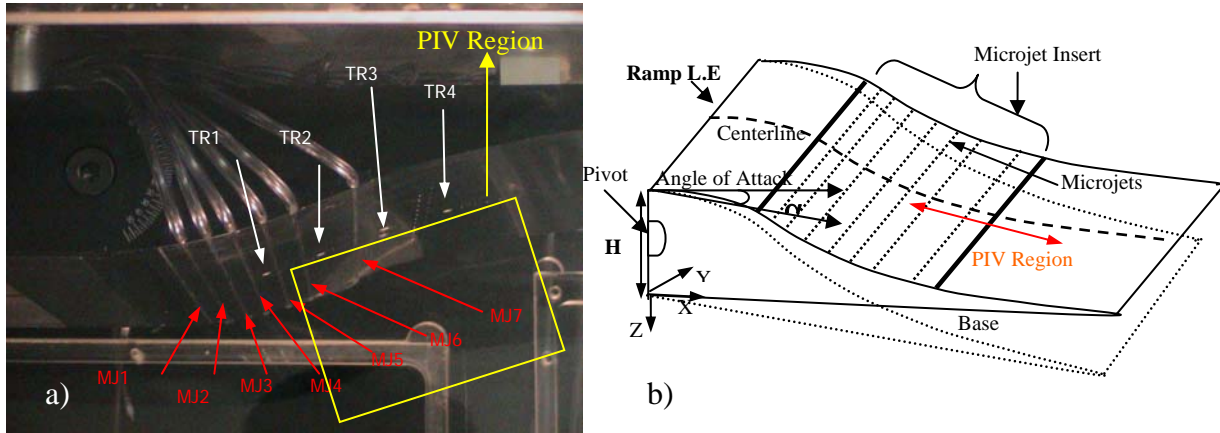 PIV Region
TR3
TR4
TR1
TR2
MJ7
MJ6
MJ5
MJ1
MJ2
MJ3
MJ4
a)
Microjet Insert
Ramp L.E
Centerline
Pivot
Angle of Attack
Microjets
α
H
PIV Region
Y
X
Z
Base
b)